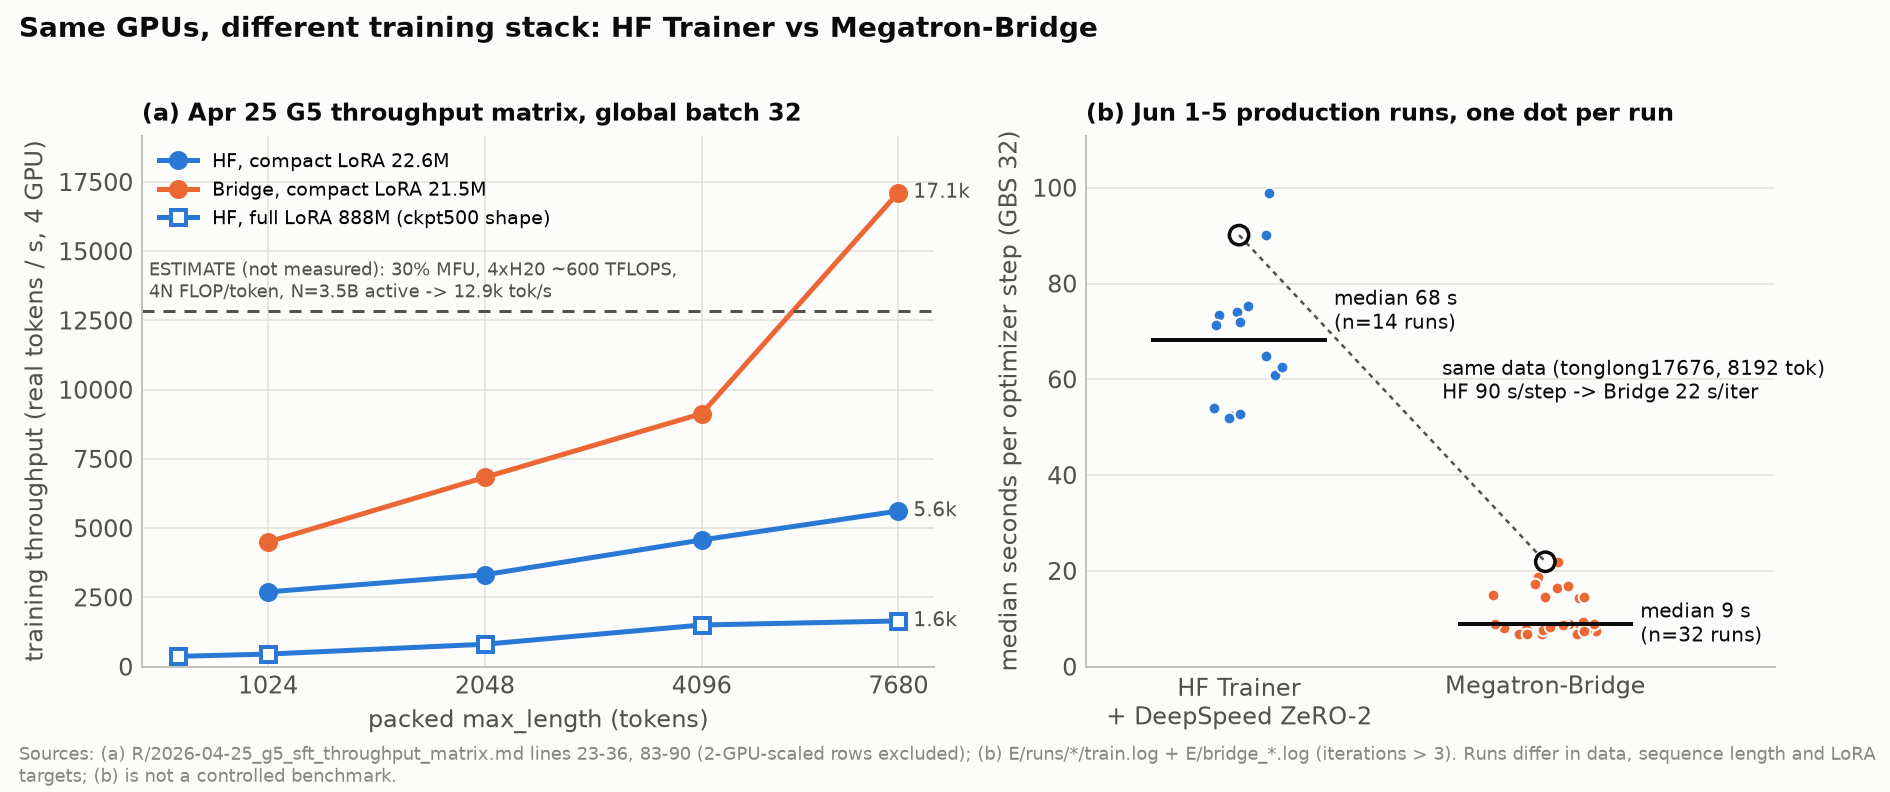 Same GPUs, different training stack: HF Trainer vs Megatron-Bridge
(a) Apr 25 G5 throughput matrix, global batch 32
training throughput (real tokens / s, 4 GPU)
17500
15000
12500
10000
7500
5000
2500
0
HF, compact LoRA 22.6M
Bridge, compact LoRA 21.5M
HF, full LoRA 888M (ckpt500 shape)
ESTIMATE (not measured): 30% MFU, 4xH20 ~600 TFLOPS,
4N FLOP/token, N=3.5B active -> 12.9k tok/s
17.1k
5.6k
1.6k
1024
2048
4096
7680
packed max_length (tokens)
(b) Jun 1-5 production runs, one dot per run
median seconds per optimizer step (GBS 32)
100
80
60
40
20
0
median 68 s
(n=14 runs)
same data (tonglong17676, 8192 tok)
HF 90 s/step -> Bridge 22 s/iter
median 9 s
(n=32 runs)
HF Trainer
+ DeepSpeed ZeRO-2
Megatron-Bridge
Sources: (a) R/2026-04-25_g5_sft_throughput_matrix.md lines 23-36, 83-90 (2-GPU-scaled rows excluded); (b) E/runs/*/train.log + E/bridge_*.log (iterations > 3). Runs differ in data, sequence length and LoRA
targets; (b) is not a controlled benchmark.